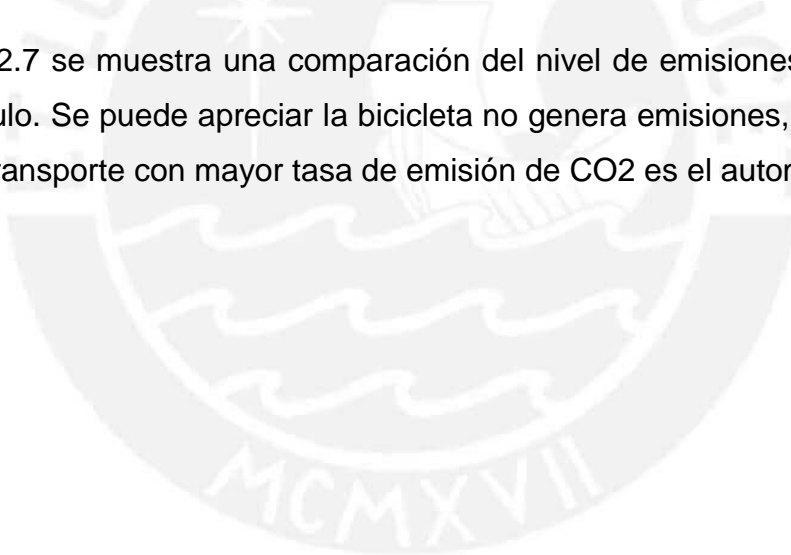 2.7 se muestra una comparación del nivel de emisiones
ulo. Se puede apreciar la bicicleta no genera emisiones,
ransporte con mayor tasa de emisión de CO2 es el autor
MCMXVII